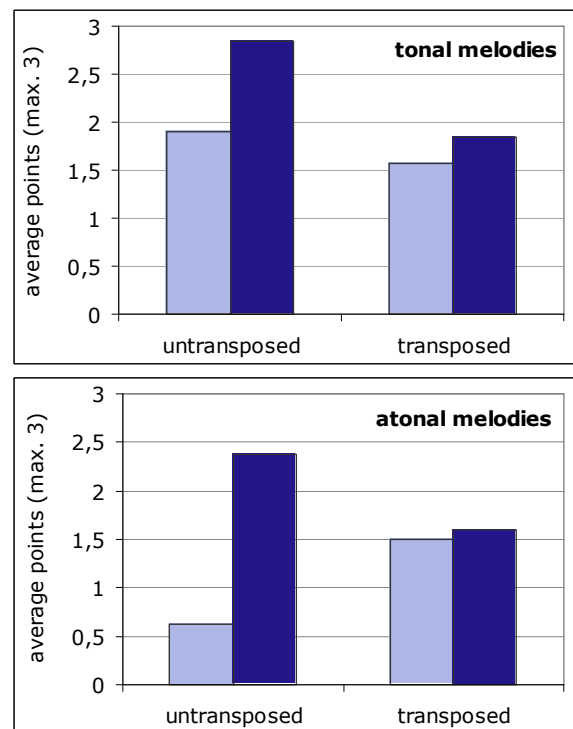 average points (max. 3)
tonal melodies
3
2,5
2
1,5
1
0,5
0
untransposed transposed
average points (max. 3)
atonal melodies
3
2,5
2
1,5
1
0,5
0
untransposed transposed